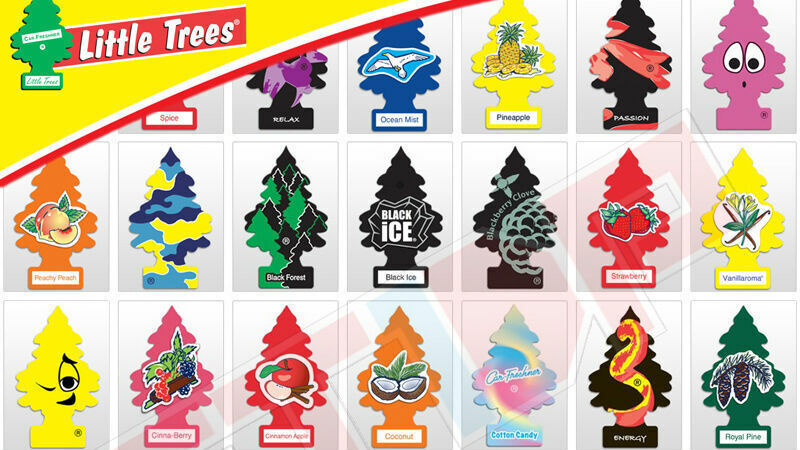 CAR FRESHNER
Little Trees
Little Trees®
Spice
RELAX
®
Ocean Mist
Pineapple
®
PASSION
®
Peachy Peach
®
®
Black Forest
BLACK
iCE
®
Black Ice
Blackberry Clove
®
Strawberry
Vanillaroma®
®
Cinna-Berry
Cinnamon Apple
Coconut
Car-Freshner
Cotton Candy
®
ENERGY
Royal Pine